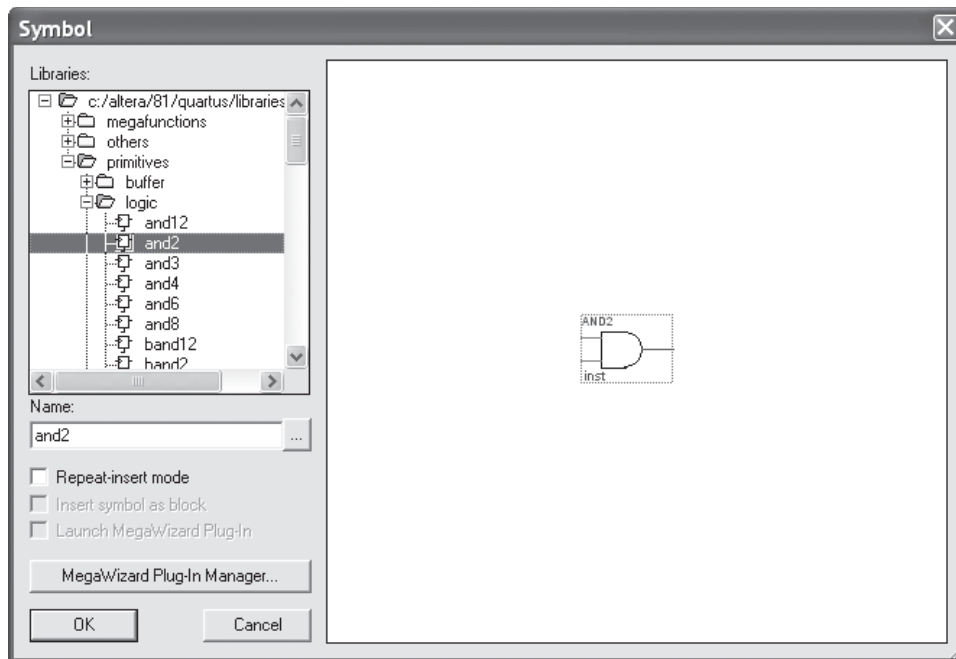 Symbol
Libraries:
c:/altera/81/quartus/libraries
megafunctions
others
primitives
buffer
logic
and12
and2
and3
and4
and6
and8
band12
band2
Name:
and2
...
Repeat-insert mode
Insert symbol as block
Launch MegaWizard Plug-In
MegaWizard Plug-In Manager...
OK
Cancel
AND2
inst